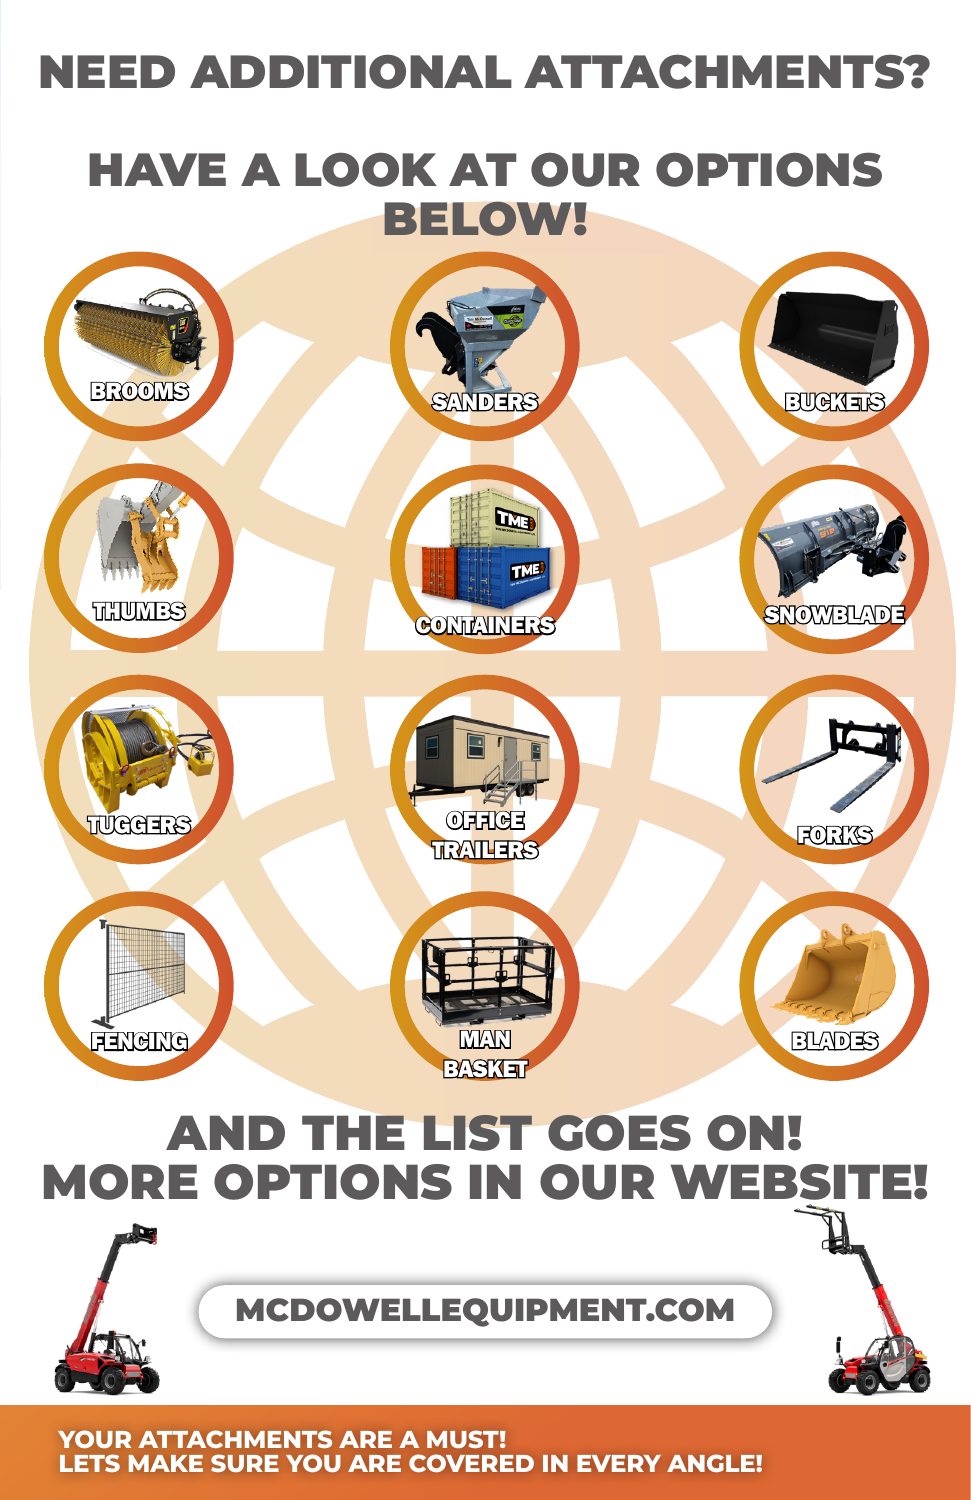 NEED ADDITIONAL ATTACHMENTS?
HAVE A LOOK AT OUR OPTIONS
BELOW!
BROOMS
SANDERS
BUCKETS
THUMBS
TME
TME
CONTAINERS
SNOWBLADE
TUGGERS
OFFICE
TRAILERS
FORKS
FENCING
MAN
BASKET
BLADES
AND THE LIST GOES ON!
MORE OPTIONS IN OUR WEBSITE!
MCDOWELLEQUIPMENT.COM
YOUR ATTACHMENTS ARE A MUST!
LETS MAKE SURE YOU ARE COVERED IN EVERY ANGLE!